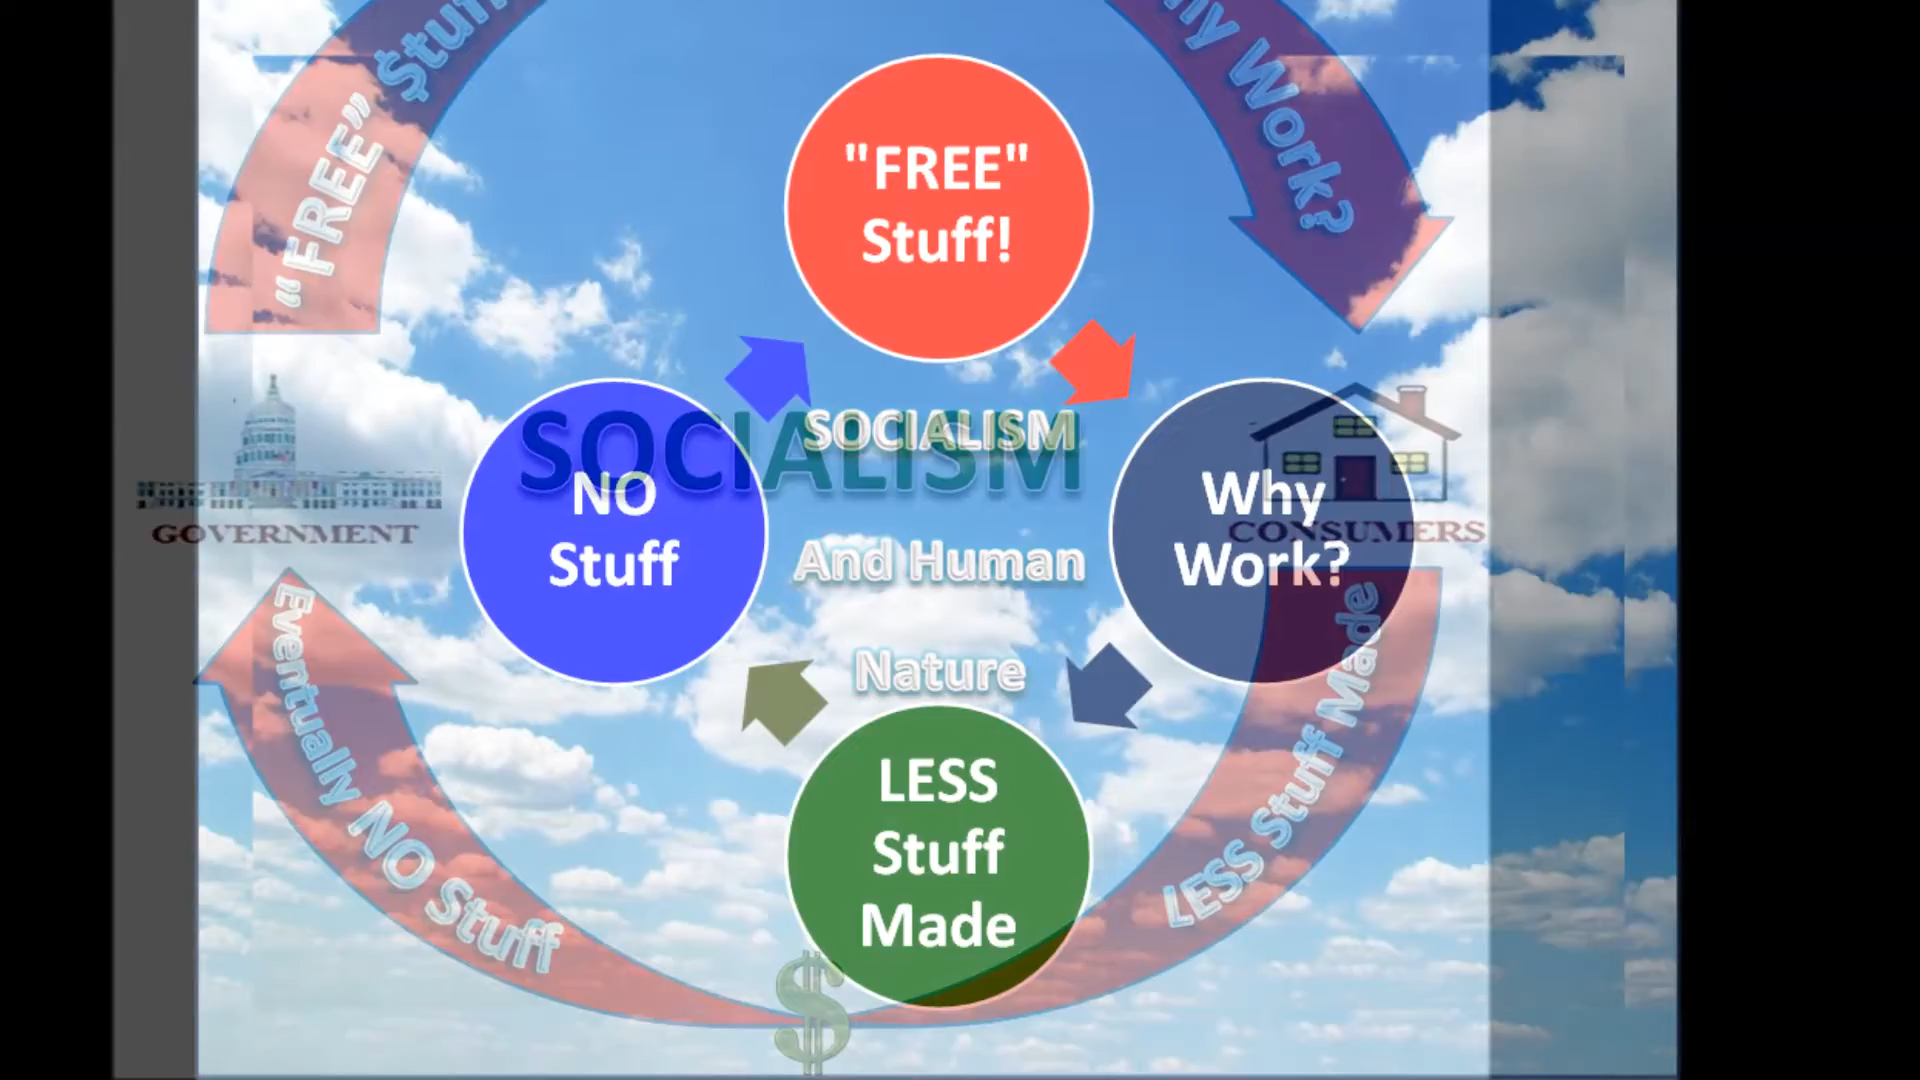 "FREE"
Stuff!
Why
Work?
LESS
Stuff
Made
NO
Stuff
SOCIALISM
And Human
Nature
SOCIALISM
“FREE” $tuff
Why Work?
LESS Stuff Made
Eventually NO Stuff
GOVERNMENT
CONSUMERS
$